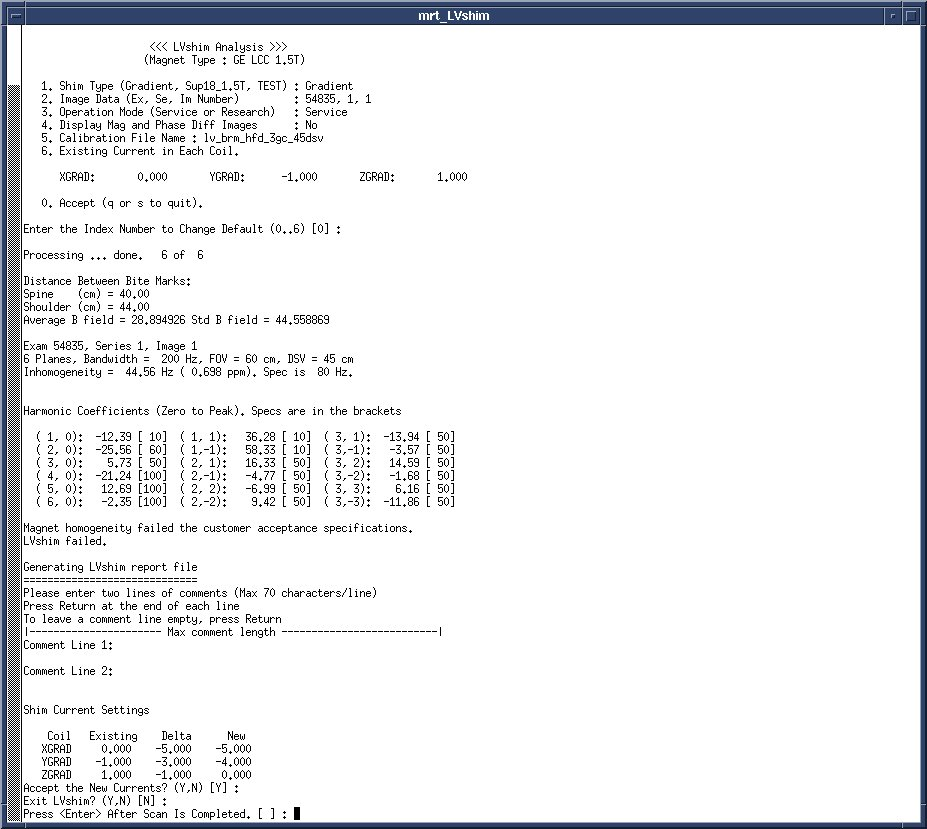 mrt_LVshim
<<< LVshim Analysis >>>
(Magnet Type : GE LCC 1.5T)
1. Shim Type (Gradient, Sup18_1.5T, TEST) : Gradient
2. Image Data (Ex, Se, Im Number)         : 54835, 1, 1
3. Operation Mode (Service or Research)   : Service
4. Display Mag and Phase Diff Images      : No
5. Calibration File Name : lv_brm_hfd_3gc_45dsv
6. Existing Current in Each Coil.
XGRAD:       0.000       YGRAD:      -1.000       ZGRAD:       1.000
0. Accept (q or s to quit).
Enter the Index Number to Change Default (0..6) [0] :
Processing ... done.   6 of  6
Distance Between Bite Marks:
Spine    (cm) = 40.00
Shoulder (cm) = 44.00
Average B field = 28.894926 Std B field = 44.558869
Exam 54835, Series 1, Image 1
6 Planes, Bandwidth =  200 Hz, FOV = 60 cm, DSV = 45 cm
Inhomogeneity =  44.56 Hz ( 0.698 ppm). Spec is  80 Hz.
Harmonic Coefficients (Zero to Peak). Specs are in the brackets
( 1, 0):  -12.39 [ 10]  ( 1, 1):   36.28 [ 10]  ( 3, 1):  -13.94 [ 50]
( 2, 0):  -25.56 [ 60]  ( 1,-1):   58.33 [ 10]  ( 3,-1):   -3.57 [ 50]
( 3, 0):    5.73 [ 50]  ( 2, 1):   16.33 [ 50]  ( 3, 2):   14.59 [ 50]
( 4, 0):  -21.24 [100]  ( 2,-1):   -4.77 [ 50]  ( 3,-2):   -1.68 [ 50]
( 5, 0):   12.69 [100]  ( 2, 2):   -6.99 [ 50]  ( 3, 3):    6.16 [ 50]
( 6, 0):   -2.35 [100]  ( 2,-2):    9.42 [ 50]  ( 3,-3):  -11.86 [ 50]
Magnet homogeneity failed the customer acceptance specifications.
LVshim failed.
Generating LVshim report file
=============================
Please enter two lines of comments (Max 70 characters/line)
Press Return at the end of each line
To leave a comment line empty, press Return
|---------------------- Max comment length --------------------------|
Comment Line 1:
Comment Line 2:
Shim Current Settings
Coil   Existing    Delta      New
XGRAD     0.000    -5.000    -5.000
YGRAD    -1.000    -3.000    -4.000
ZGRAD     1.000    -1.000     0.000
Accept the New Currents? (Y,N) [Y] :
Exit LVshim? (Y,N) [N] :
Press <Enter> After Scan Is Completed. [ ] :